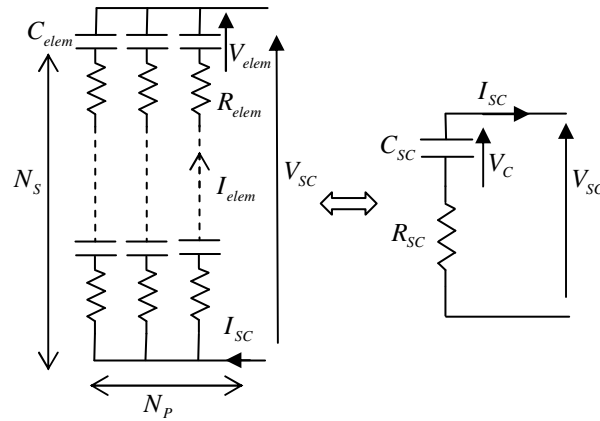 C_elem
V_elem
R_elem
N_S
I_elem
V_SC
I_SC
N_P
I_SC
C_SC
V_C
V_SC
R_SC